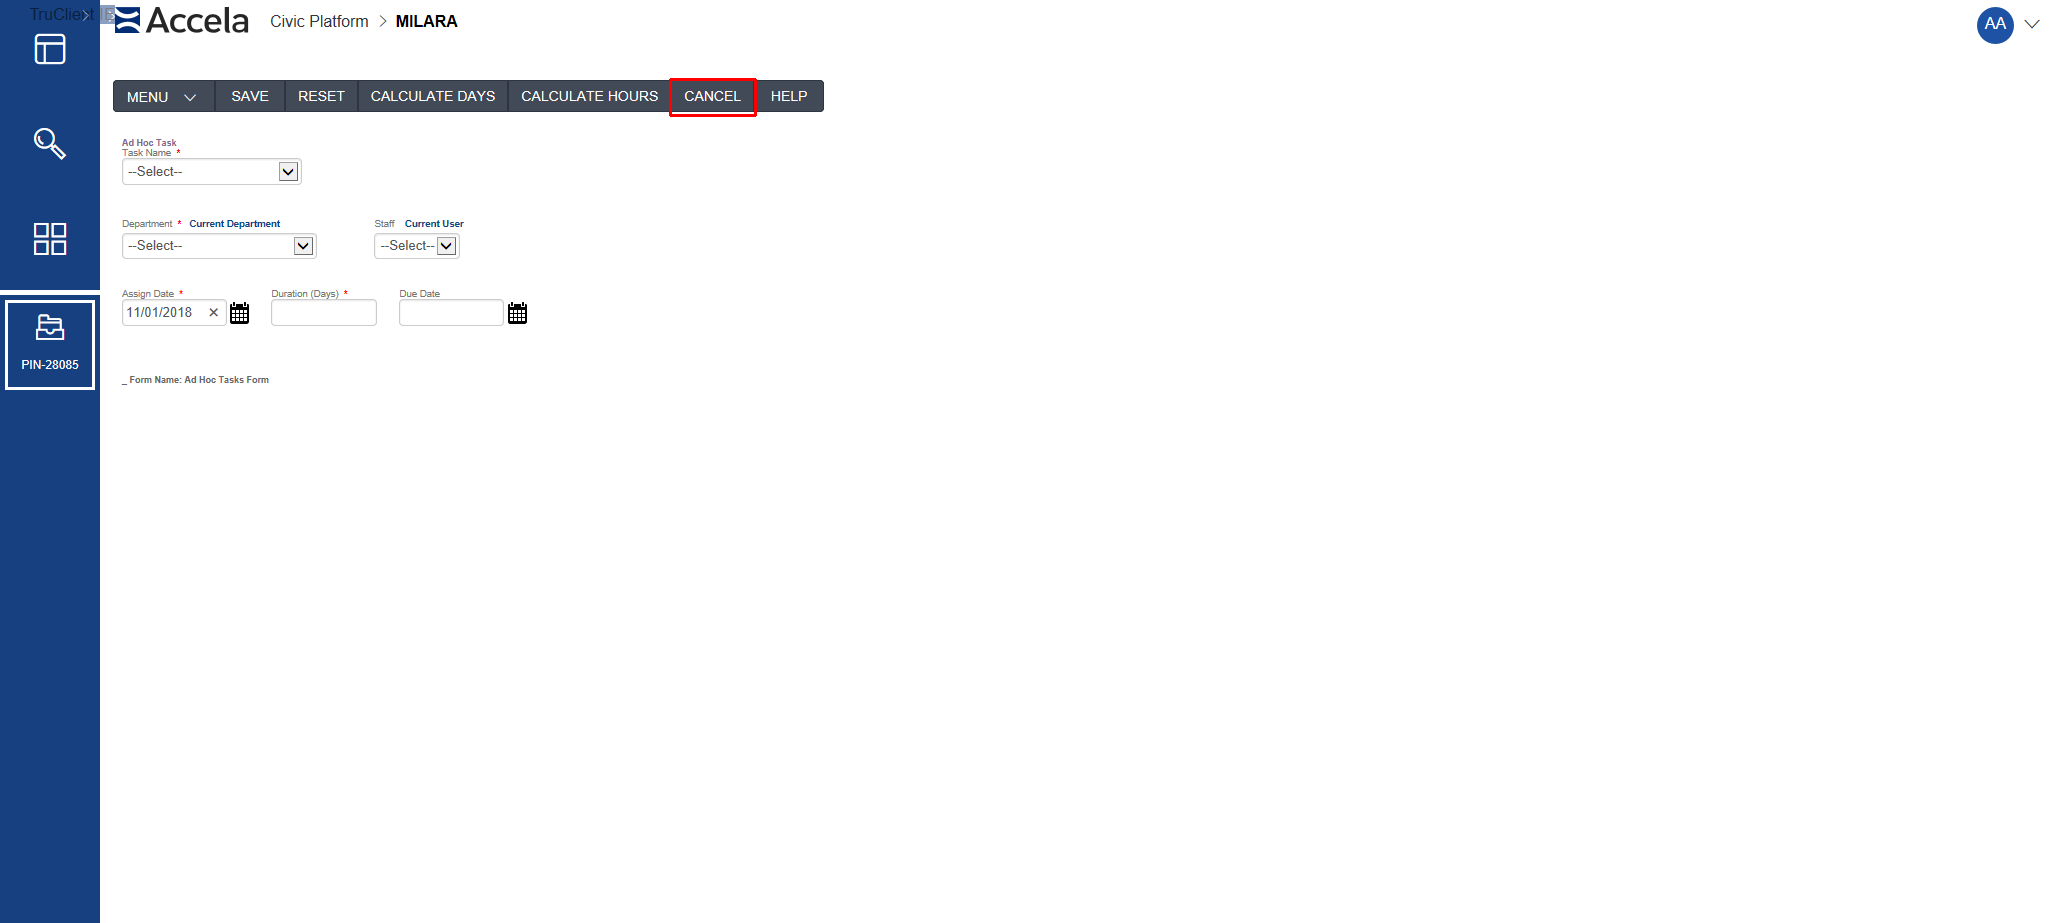 TruClient
Accela Civic Platform > MILARA
AA
MENU SAVE RESET CALCULATE DAYS CALCULATE HOURS CANCEL HELP
Ad Hoc Task
Task Name *
--Select--
Department * Current Department Staff Current User
--Select-- --Select--
Assign Date * Duration (Days) * Due Date
11/01/2018
PIN-28085
_ Form Name: Ad Hoc Tasks Form